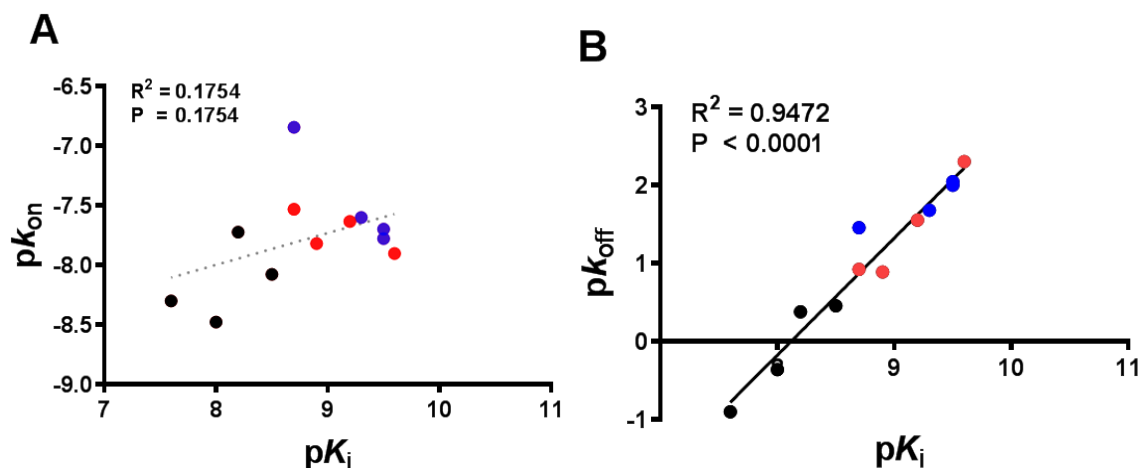 A
R² = 0.1754
P = 0.1754
-6.5
-7.0
-7.5
-8.0
-8.5
-9.0
pkon
7 8 9 10 11
pKi
B
R² = 0.9472
P < 0.0001
3
2
1
0
-1
pkoff
8 9 10 11
pKi